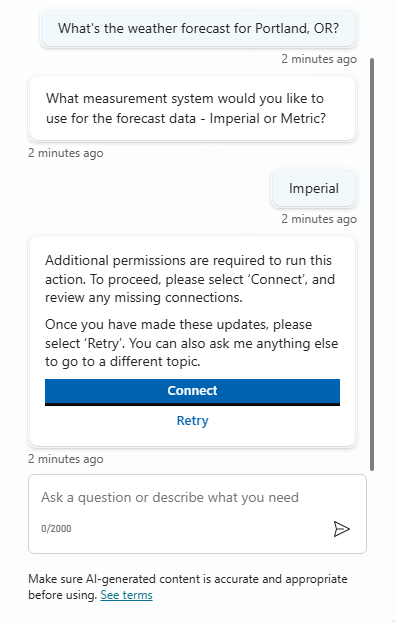 What's the weather forecast for Portland, OR?
2 minutes ago
What measurement system would you like to
use for the forecast data - Imperial or Metric?
2 minutes ago
Imperial
2 minutes ago
Additional permissions are required to run this
action. To proceed, please select ‘Connect’, and
review any missing connections.
Once you have made these updates, please
select ‘Retry’. You can also ask me anything else
to go to a different topic.
Connect
Retry
2 minutes ago
Ask a question or describe what you need
0/2000
Make sure AI-generated content is accurate and appropriate
before using. See terms